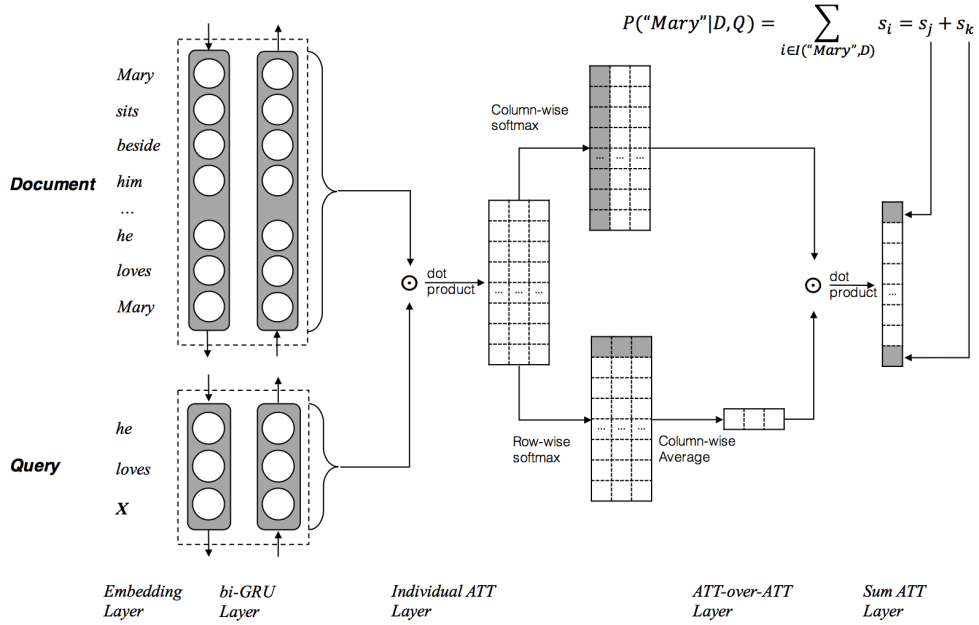 P(“Mary”|D,Q) = ∑ s_i = s_j + s_k
i∈I(“Mary”,D)
Document
Mary
sits
beside
him
...
he
loves
Mary
Query
he
loves
X
dot
product
Column-wise
softmax
... ... ...
... ... ...
Row-wise
softmax
... ... ...
Column-wise
Average
dot
product
...
Embedding
Layer
bi-GRU
Layer
Individual ATT
Layer
ATT-over-ATT
Layer
Sum ATT
Layer